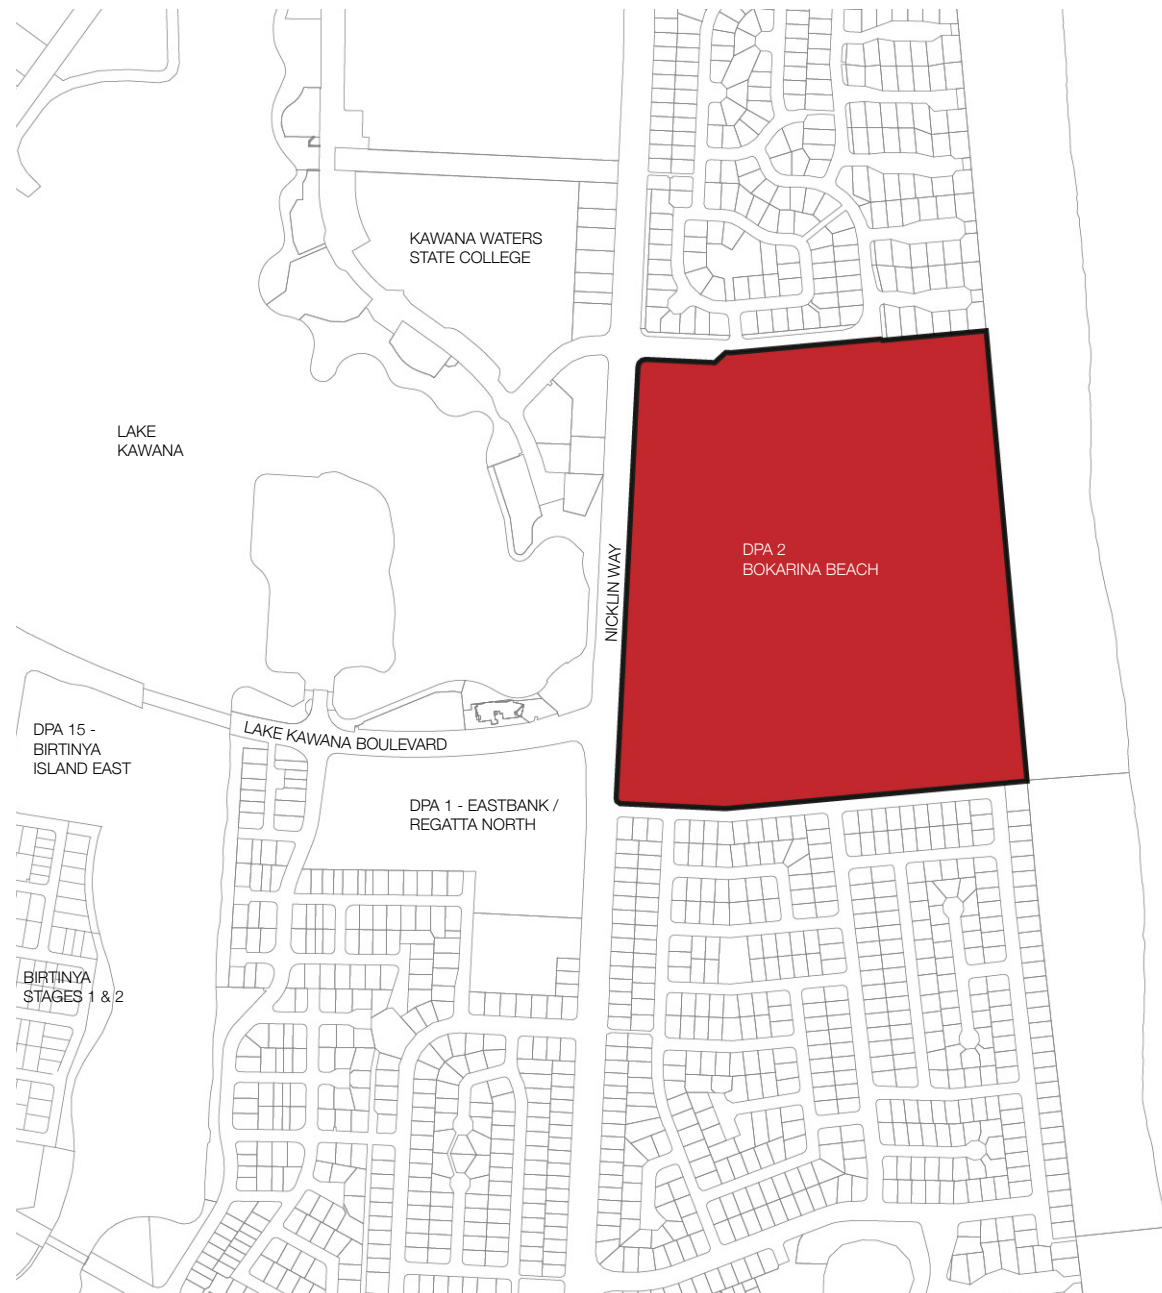 KAWANA WATERS
STATE COLLEGE
LAKE
KAWANA
DPA 2
BOKARINA BEACH
NICKLIN WAY
DPA 15 -
BIRTINYA
ISLAND EAST
LAKE KAWANA BOULEVARD
DPA 1 - EASTBANK /
REGATTA NORTH
BIRTINYA
STAGES 1 & 2